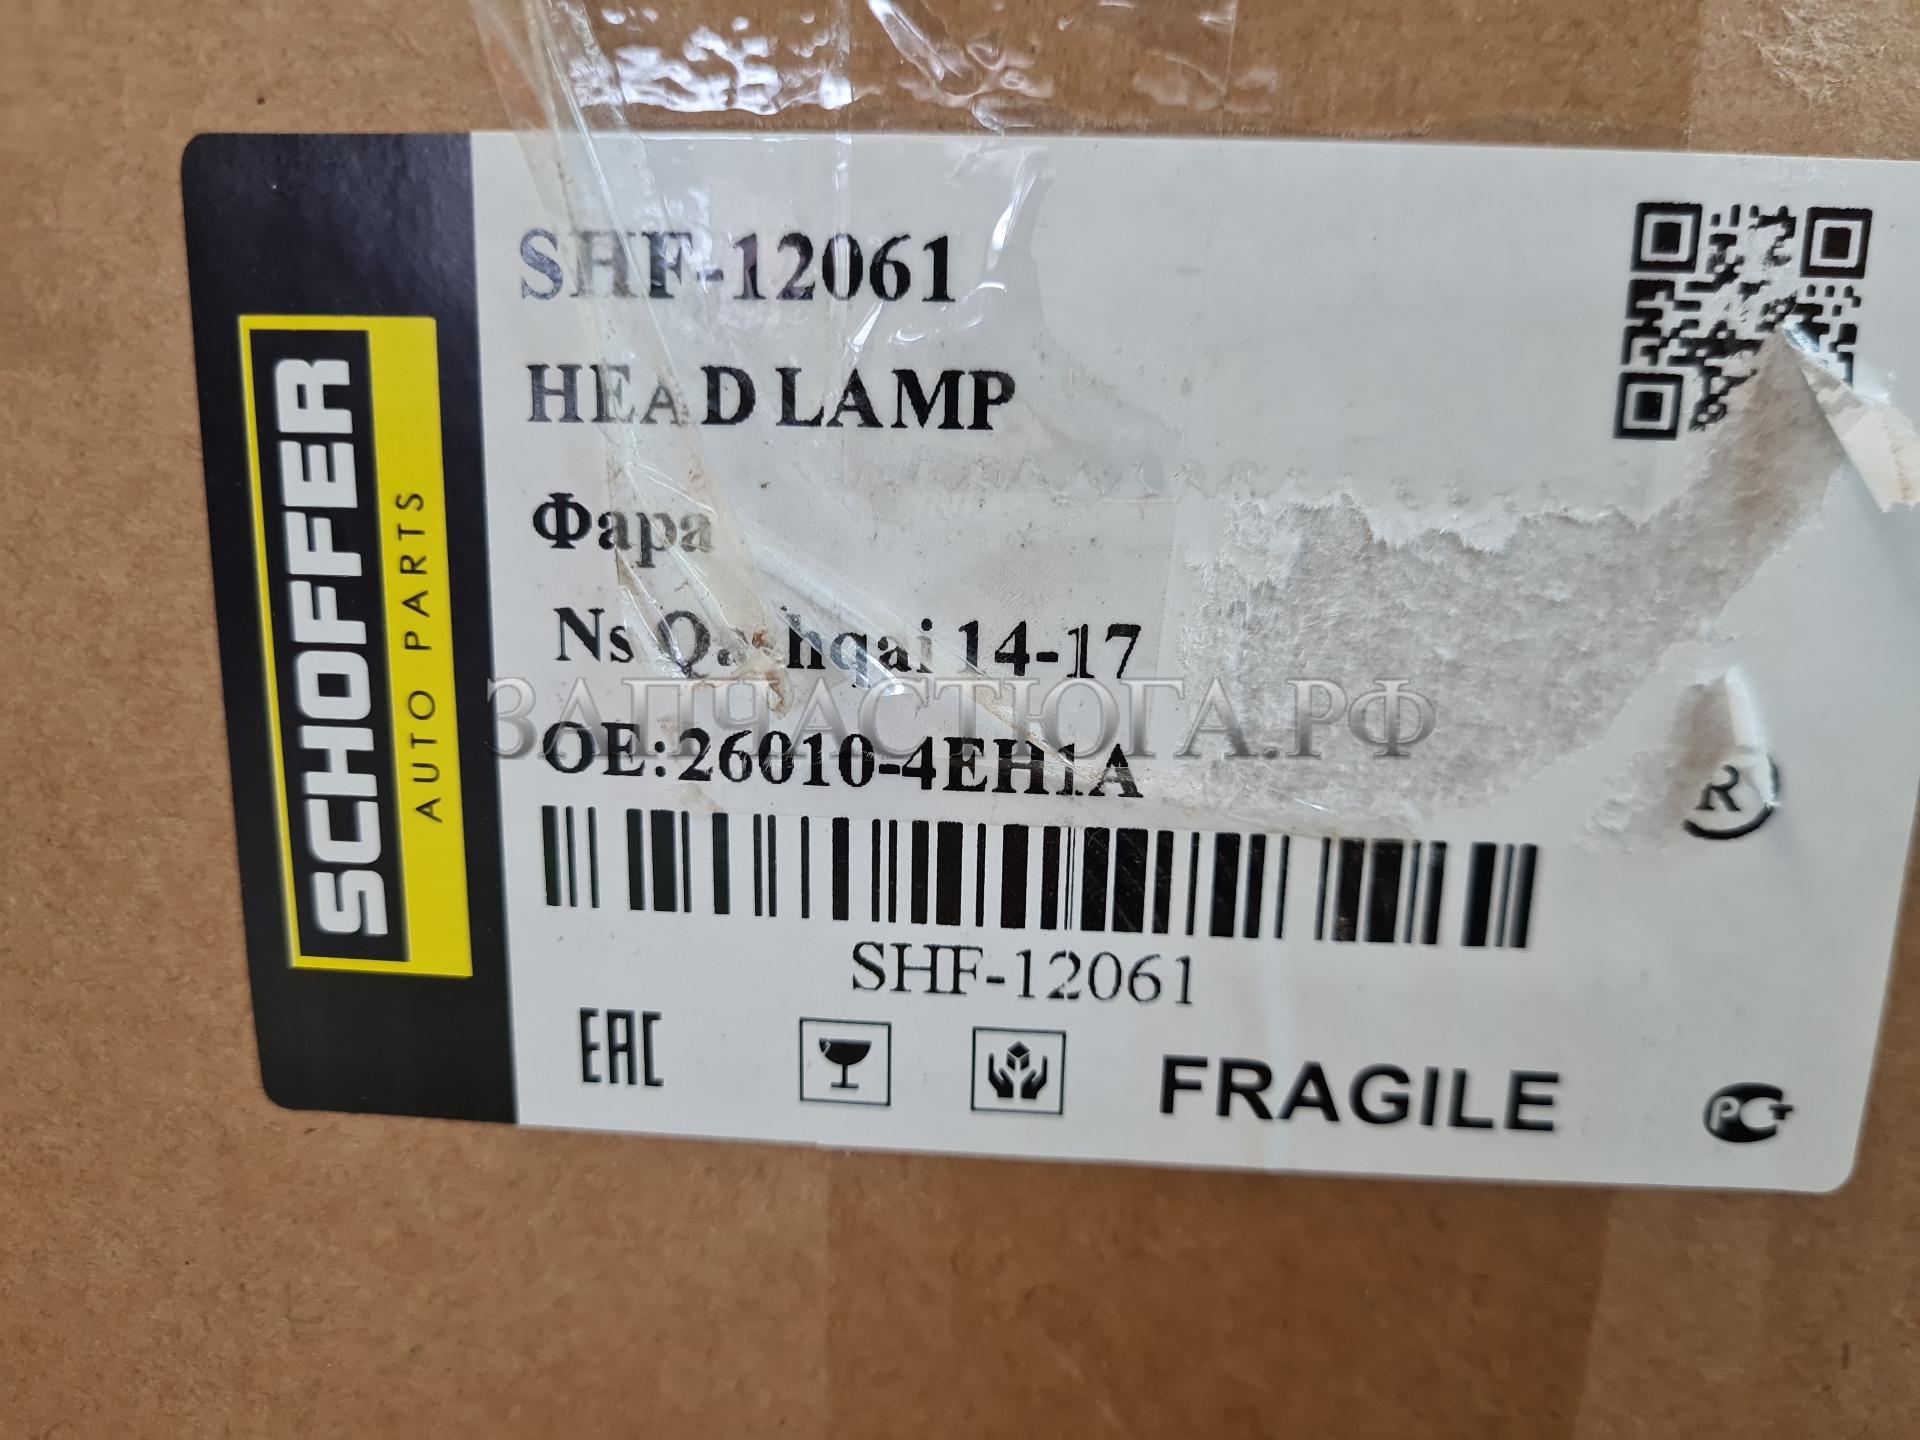 SCHOFFER
AUTO PARTS
SHF-12061
HEAD LAMP
Фара
Ns Qashqai 14-17
ЗАПЧАСТЮГА.РФ
OE:26010-4EH1A
R
SHF-12061
EAC
FRAGILE
РСТ